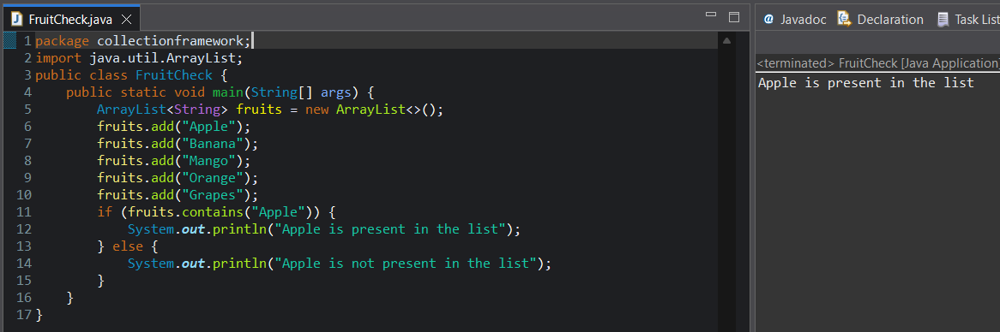 FruitCheck.java
1 package collectionframework;
2 import java.util.ArrayList;
3 public class FruitCheck {
4     public static void main(String[] args) {
5         ArrayList<String> fruits = new ArrayList<>();
6         fruits.add("Apple");
7         fruits.add("Banana");
8         fruits.add("Mango");
9         fruits.add("Orange");
10         fruits.add("Grapes");
11         if (fruits.contains("Apple")) {
12             System.out.println("Apple is present in the list");
13         } else {
14             System.out.println("Apple is not present in the list");
15         }
16     }
17 }
@ Javadoc Declaration Task List
<terminated> FruitCheck [Java Application]
Apple is present in the list